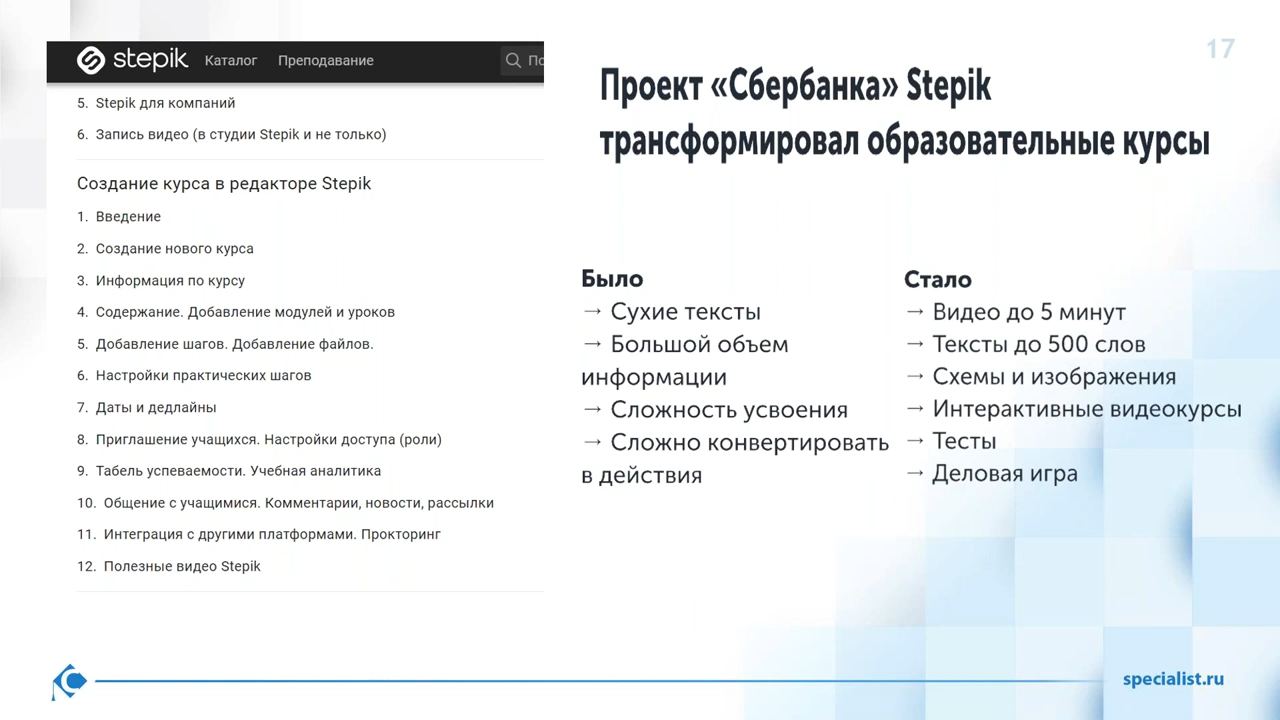 17
stepik Каталог Преподавание По
5. Stepik для компаний
6. Запись видео (в студии Stepik и не только)
Создание курса в редакторе Stepik
1. Введение
2. Создание нового курса
3. Информация по курсу
4. Содержание. Добавление модулей и уроков
5. Добавление шагов. Добавление файлов.
6. Настройки практических шагов
7. Даты и дедлайны
8. Приглашение учащихся. Настройки доступа (роли)
9. Табель успеваемости. Учебная аналитика
10. Общение с учащимися. Комментарии, новости, рассылки
11. Интеграция с другими платформами. Прокторинг
12. Полезные видео Stepik
Проект «Сбербанка» Stepik
трансформировал образовательные курсы
Было
→ Сухие тексты
→ Большой объем
информации
→ Сложность усвоения
→ Сложно конвертировать
в действия
Стало
→ Видео до 5 минут
→ Тексты до 500 слов
→ Схемы и изображения
→ Интерактивные видеокурсы
→ Тесты
→ Деловая игра
specialist.ru